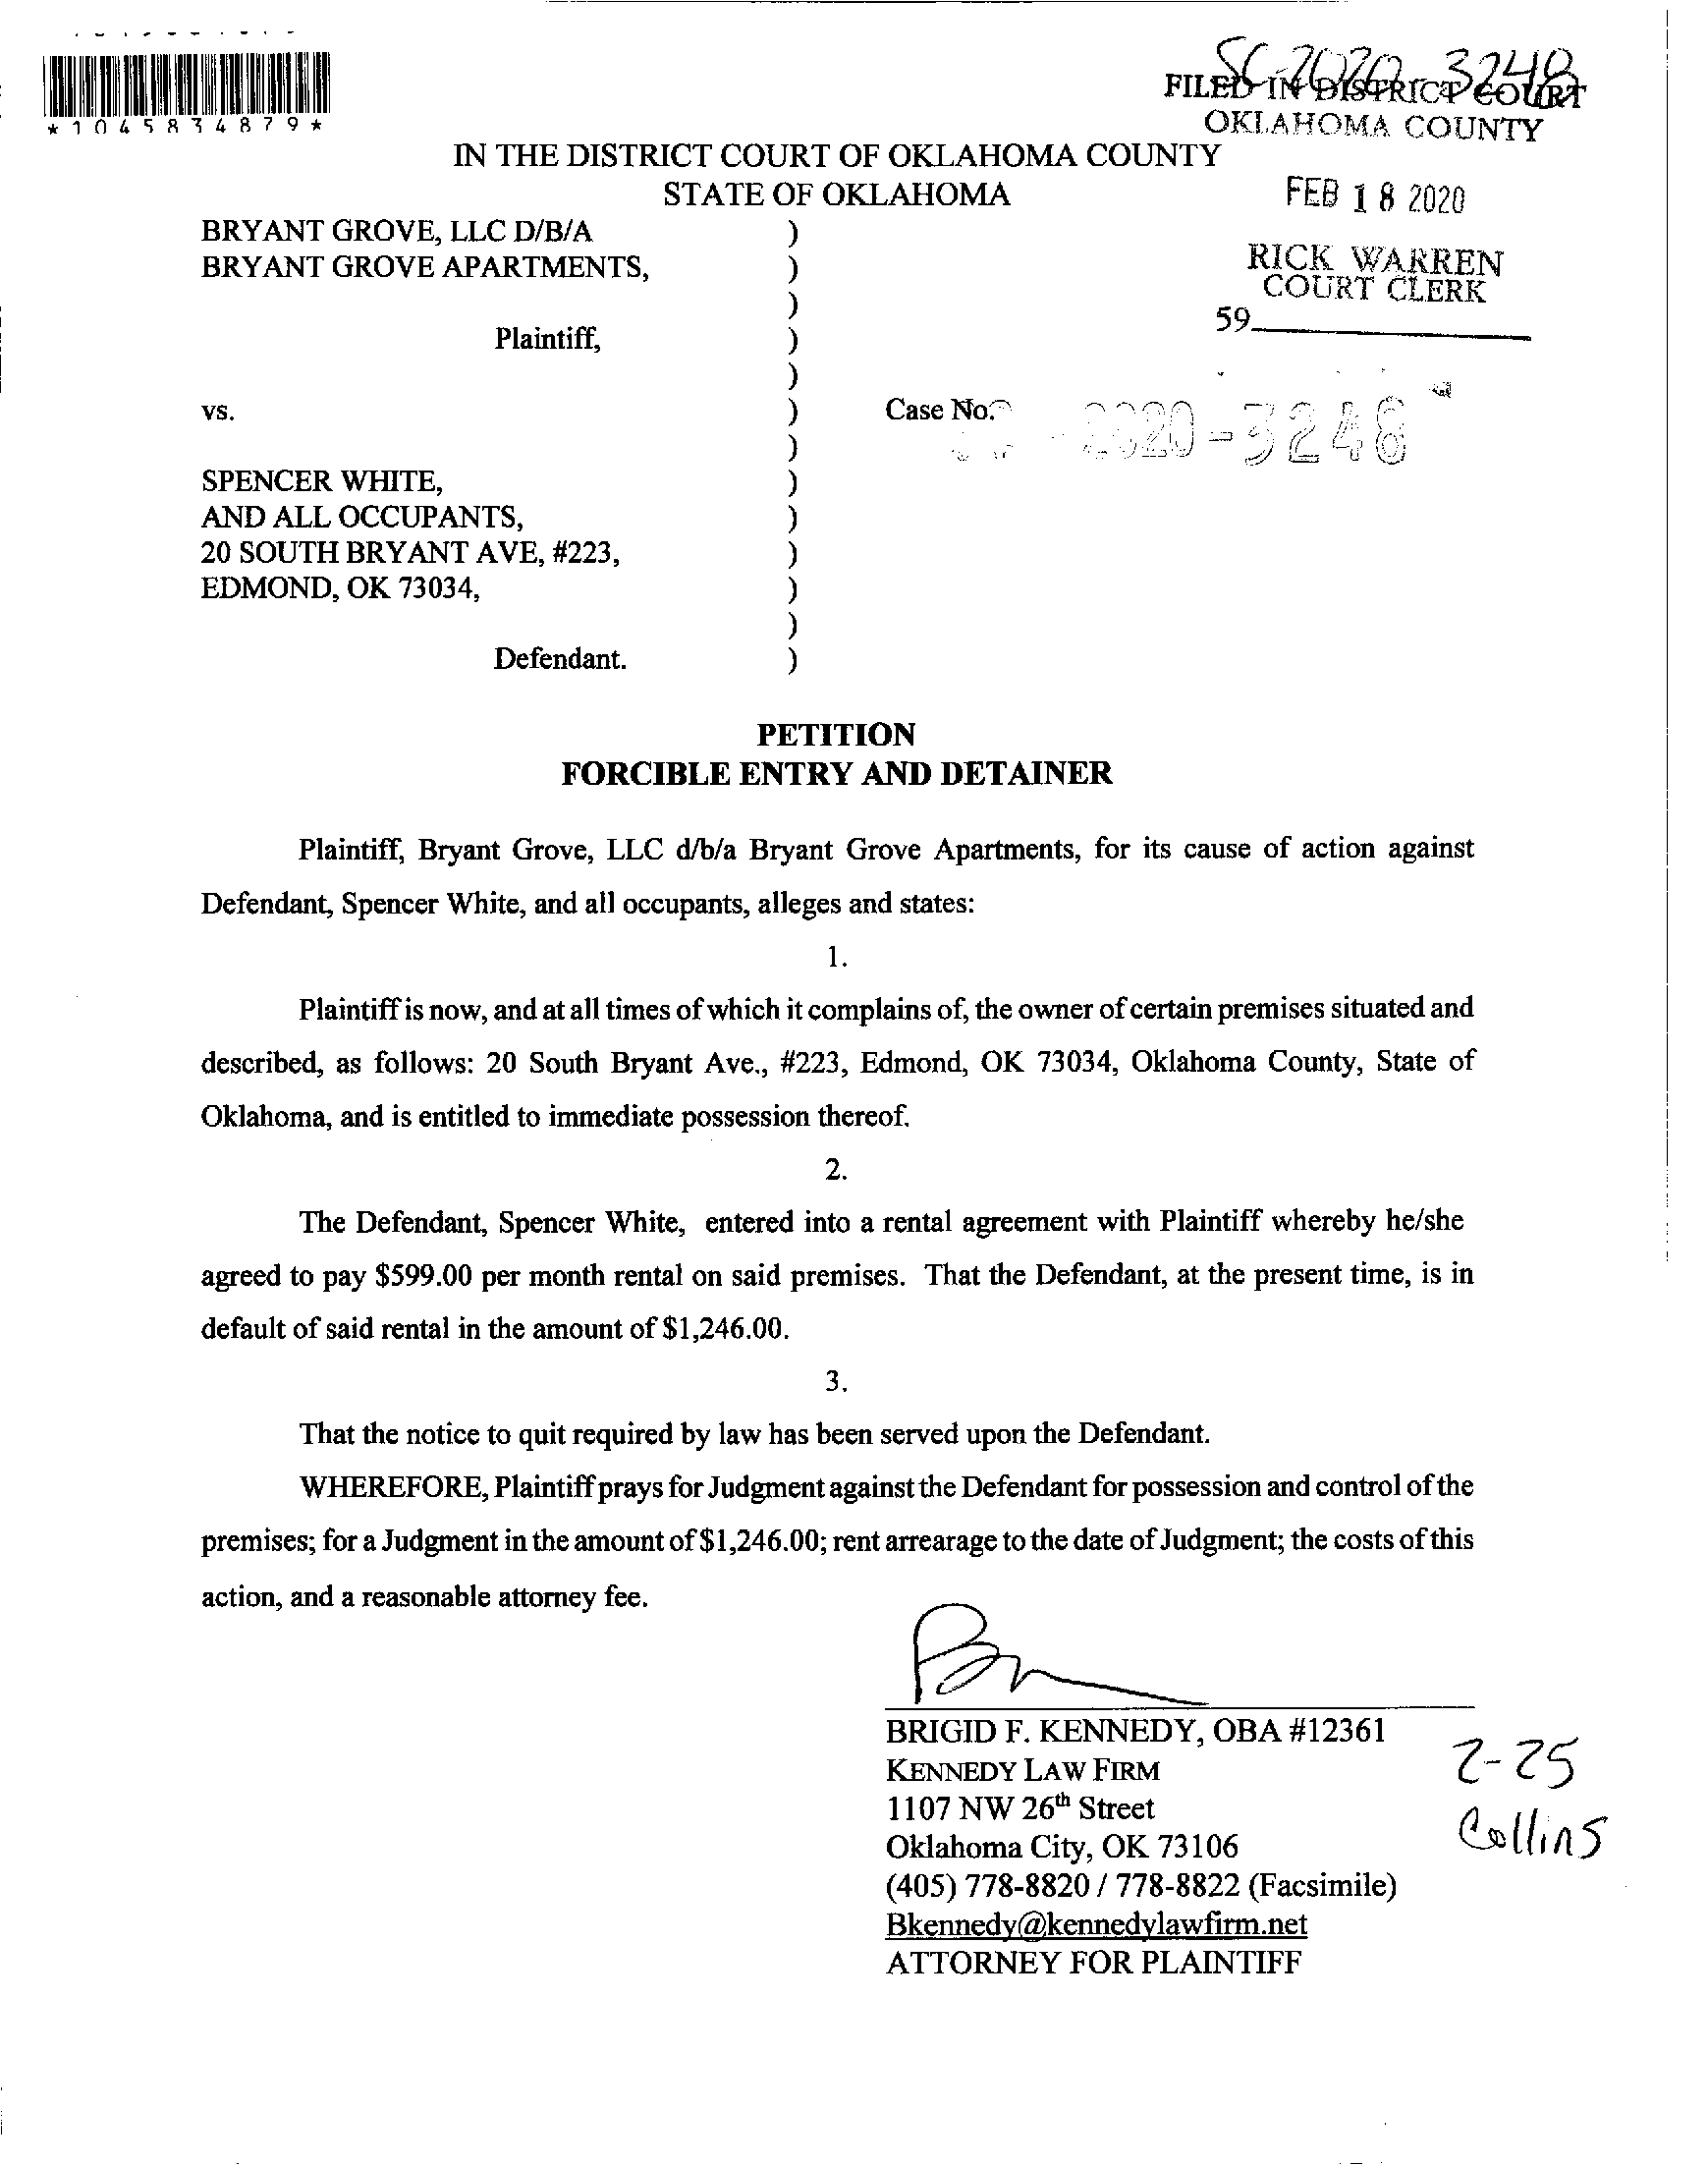 SC-2020-3248
FILED IN DISTRICT COURT
OKLAHOMA COUNTY
*1045834879*
IN THE DISTRICT COURT OF OKLAHOMA COUNTY
STATE OF OKLAHOMA
FEB 18 2020
BRYANT GROVE, LLC D/B/A )
BRYANT GROVE APARTMENTS, )
RICK WARREN
COURT CLERK
)
59
Plaintiff, )
)
vs. ) Case No. -2020-3248
)
SPENCER WHITE, )
AND ALL OCCUPANTS, )
20 SOUTH BRYANT AVE, #223, )
EDMOND, OK 73034, )
)
Defendant. )
PETITION
FORCIBLE ENTRY AND DETAINER
Plaintiff, Bryant Grove, LLC d/b/a Bryant Grove Apartments, for its cause of action against
Defendant, Spencer White, and all occupants, alleges and states:
1.
Plaintiff is now, and at all times of which it complains of, the owner of certain premises situated and
described, as follows: 20 South Bryant Ave., #223, Edmond, OK 73034, Oklahoma County, State of
Oklahoma, and is entitled to immediate possession thereof.
2.
The Defendant, Spencer White, entered into a rental agreement with Plaintiff whereby he/she
agreed to pay $599.00 per month rental on said premises. That the Defendant, at the present time, is in
default of said rental in the amount of $1,246.00.
3.
That the notice to quit required by law has been served upon the Defendant.
WHEREFORE, Plaintiff prays for Judgment against the Defendant for possession and control of the
premises; for a Judgment in the amount of $1,246.00; rent arrearage to the date of Judgment; the costs of this
action, and a reasonable attorney fee.
BRIGID F. KENNEDY, OBA #12361
KENNEDY LAW FIRM
1107 NW 26th Street
Oklahoma City, OK 73106
(405) 778-8820 / 778-8822 (Facsimile)
Bkennedy@kennedylawfirm.net
ATTORNEY FOR PLAINTIFF
2-25
Collins